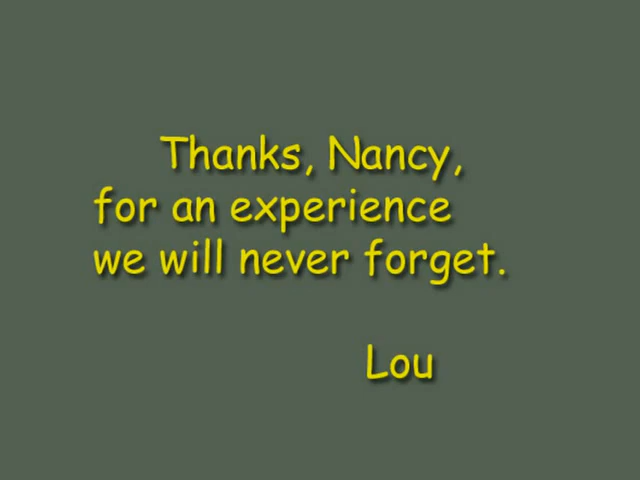 Thanks, Nancy,
for an experience
we will never forget.
Lou